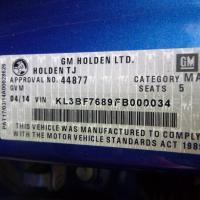 GM HOLDEN LTD.
HOLDEN TJ
GM
APPROVAL NO. 44877 CATEGORY MA
GVM SEATS 5
04/14 VIN KL3BF7689FB000034
THIS VEHICLE WAS MANUFACTURED TO COMPLY
WITH THE MOTOR VEHICLE STANDARDS ACT 1989